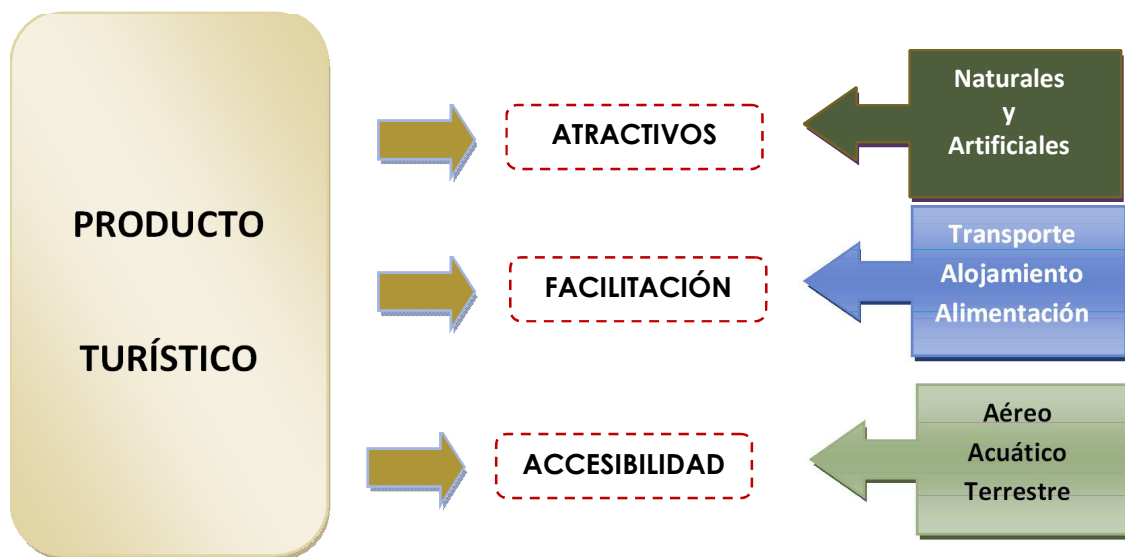 PRODUCTO
TURÍSTICO
ATRACTIVOS
Naturales
y
Artificiales
FACILITACIÓN
Transporte
Alojamiento
Alimentación
ACCESIBILIDAD
Aéreo
Acuático
Terrestre